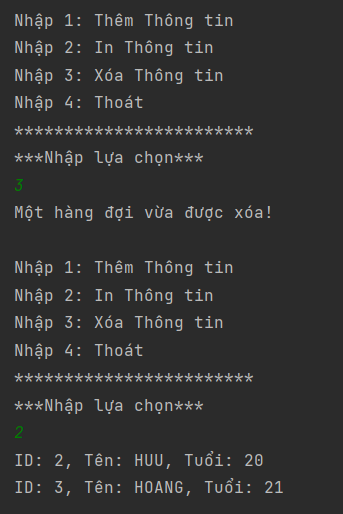 Nhập 1: Thêm Thông tin
Nhập 2: In Thông tin
Nhập 3: Xóa Thông tin
Nhập 4: Thoát
************************
***Nhập lựa chọn***
3
Một hàng đợi vừa được xóa!
Nhập 1: Thêm Thông tin
Nhập 2: In Thông tin
Nhập 3: Xóa Thông tin
Nhập 4: Thoát
************************
***Nhập lựa chọn***
2
ID: 2, Tên: HUU, Tuổi: 20
ID: 3, Tên: HOANG, Tuổi: 21